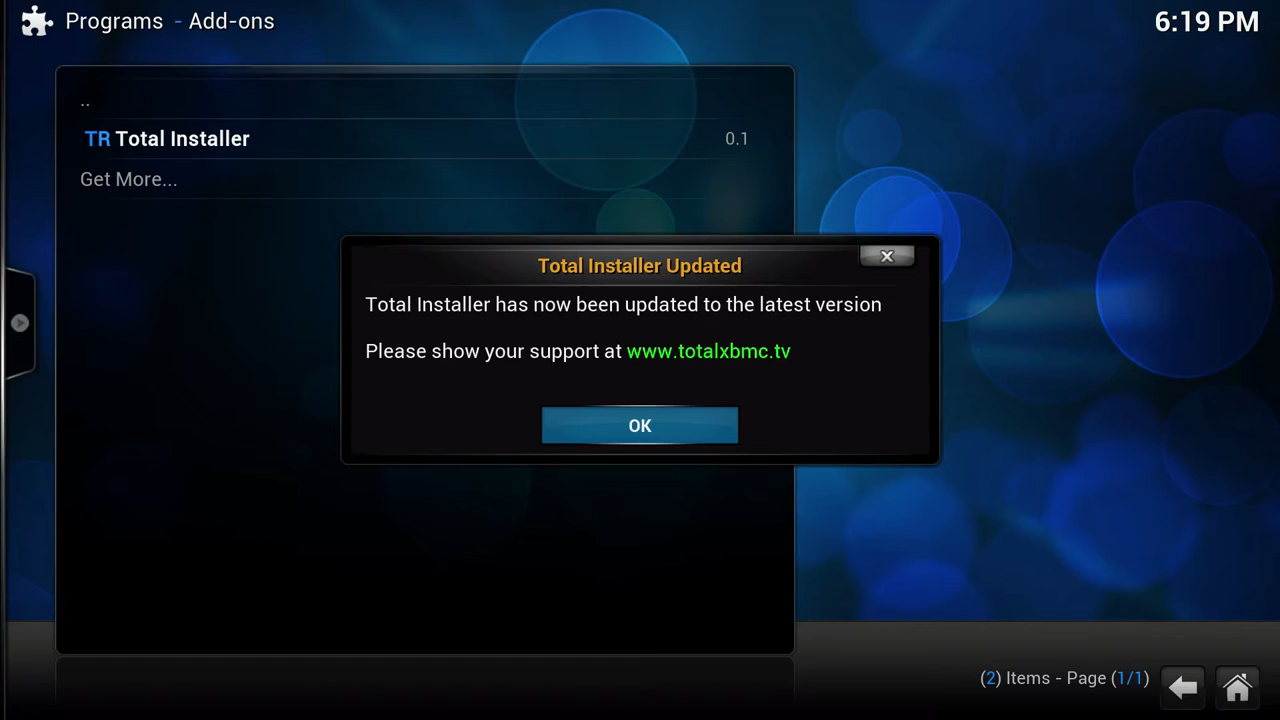 Programs - Add-ons
6:19 PM
..
TR Total Installer 0.1
Get More...
Total Installer Updated
Total Installer has now been updated to the latest version
Please show your support at www.totalxbmc.tv
OK
(2) Items - Page (1/1)